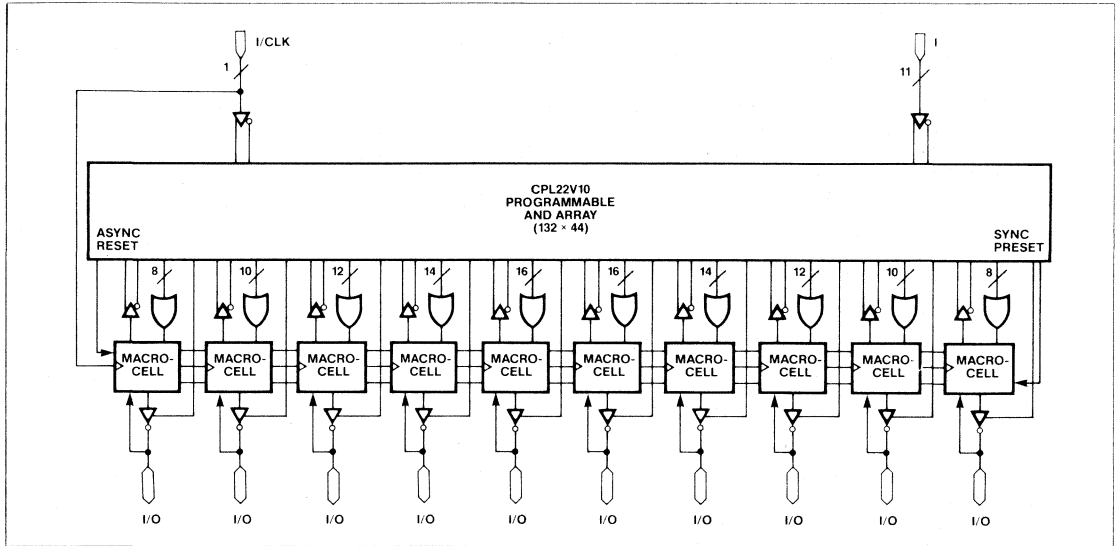 I/CLK
I
1
11
CPL22V10
PROGRAMMABLE
AND ARRAY
(132 × 44)
ASYNC
RESET
SYNC
PRESET
8
10
12
14
16
16
14
12
10
8
MACRO-
CELL
MACRO-
CELL
MACRO-
CELL
MACRO-
CELL
MACRO-
CELL
MACRO-
CELL
MACRO-
CELL
MACRO-
CELL
MACRO-
CELL
MACRO-
CELL
I/O
I/O
I/O
I/O
I/O
I/O
I/O
I/O
I/O
I/O